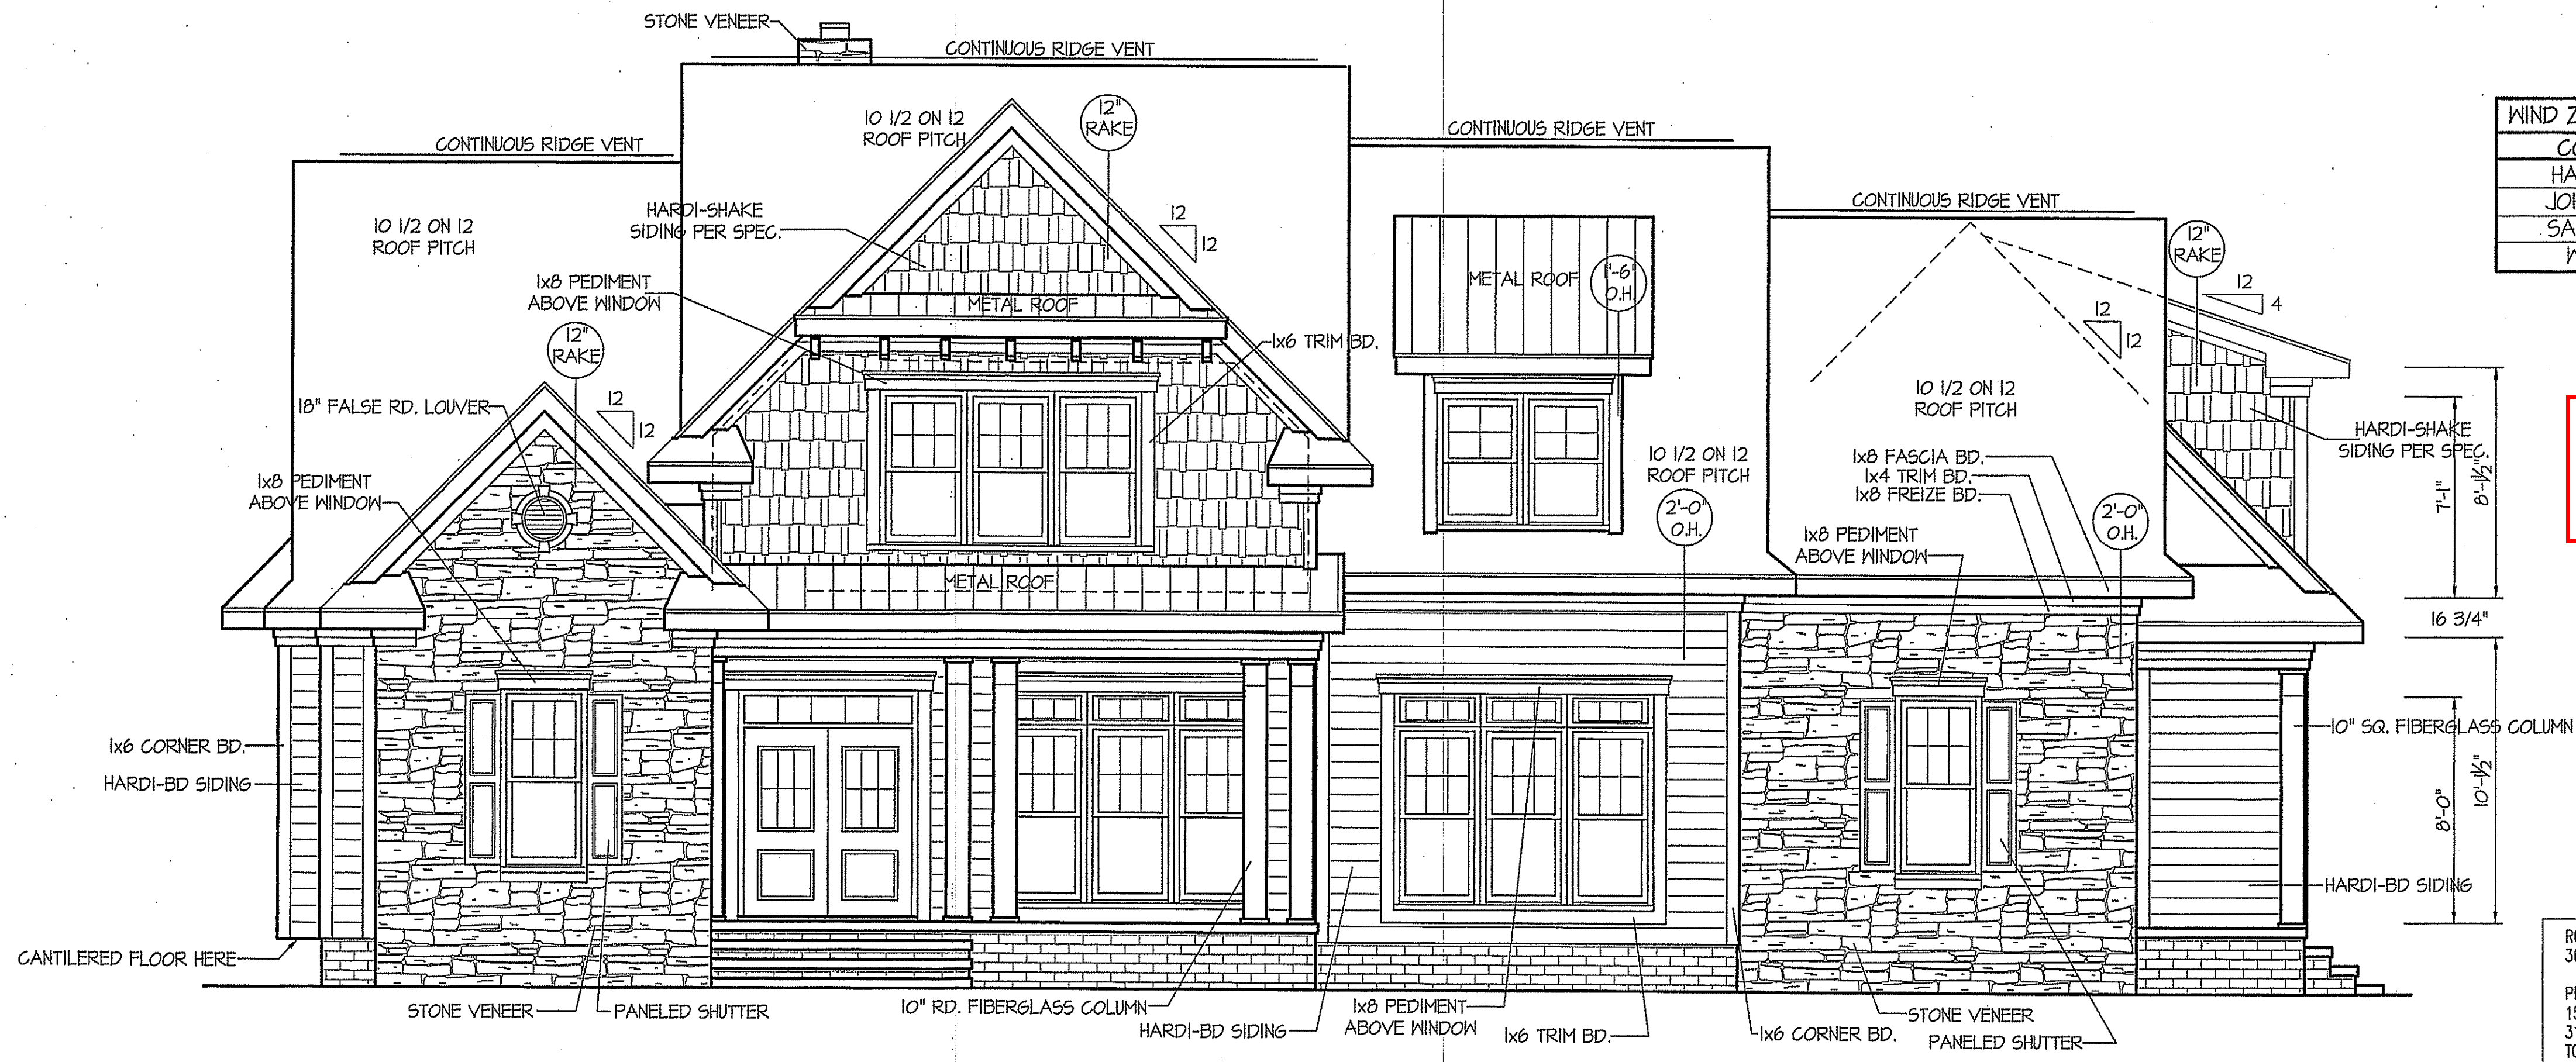 STONE VENEER
CONTINUOUS RIDGE VENT
CONTINUOUS RIDGE VENT
CONTINUOUS RIDGE VENT
CONTINUOUS RIDGE VENT
10 1/2 ON 12
ROOF PITCH
12"
RAKE
10 1/2 ON 12
ROOF PITCH
HARDI-SHAKE
SIDING PER SPEC.
12
12
1x8 PEDIMENT
ABOVE WINDOW
METAL ROOF
METAL ROOF
1'-6"
O.H.
12"
RAKE
12
4
12
12
12"
RAKE
1x6 TRIM BD.
18" FALSE RD. LOUVER
12
12
10 1/2 ON 12
ROOF PITCH
HARDI-SHAKE
SIDING PER SPEC.
7'-1"
8'-1½"
1x8 PEDIMENT
ABOVE WINDOW
10 1/2 ON 12
ROOF PITCH
2'-0"
O.H.
1x8 FASCIA BD.
1x4 TRIM BD.
1x8 FREIZE BD.
1x8 PEDIMENT
ABOVE WINDOW
2'-0"
O.H.
METAL ROOF
16 3/4"
1x6 CORNER BD.
HARDI-BD SIDING
10" SQ. FIBERGLASS COLUMN
8'-0"
10'-1½"
HARDI-BD SIDING
CANTILERED FLOOR HERE
STONE VENEER
PANELED SHUTTER
10" RD. FIBERGLASS COLUMN
HARDI-BD SIDING
1x8 PEDIMENT
ABOVE WINDOW
1x6 TRIM BD.
1x6 CORNER BD.
STONE VENEER
PANELED SHUTTER
WIND Z